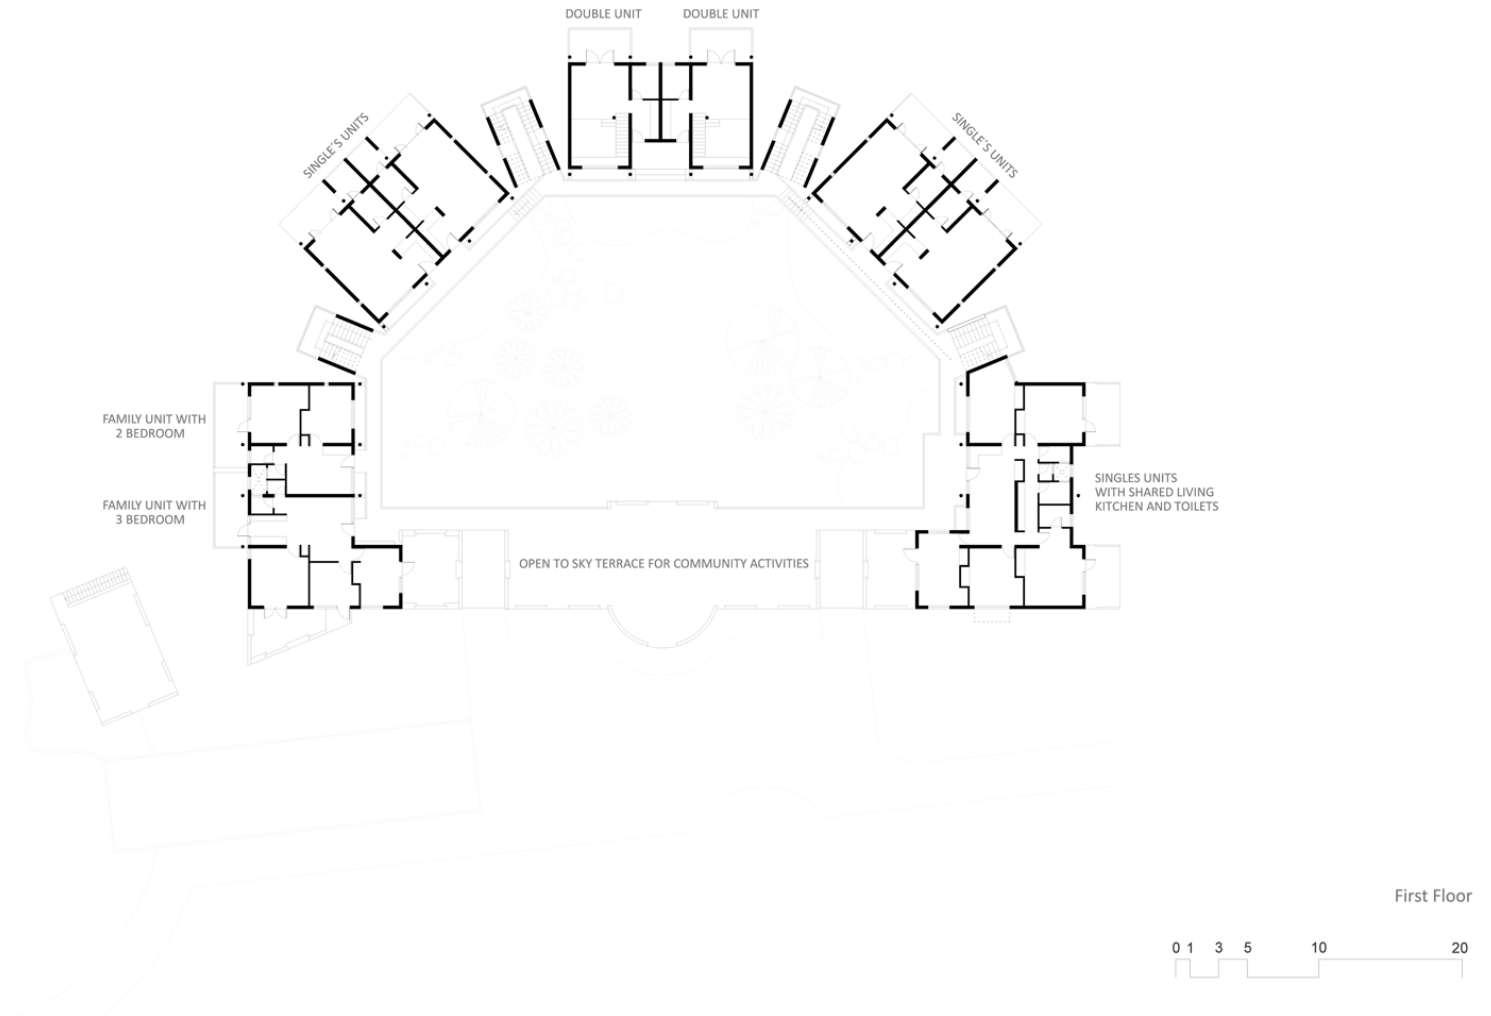 DOUBLE UNIT
DOUBLE UNIT
SINGLE´S UNITS
SINGLE´S UNITS
FAMILY UNIT WITH
2 BEDROOM
FAMILY UNIT WITH
3 BEDROOM
SINGLES UNITS
WITH SHARED LIVING
KITCHEN AND TOILETS
OPEN TO SKY TERRACE FOR COMMUNITY ACTIVITIES
First Floor
0 1 3 5 10 20